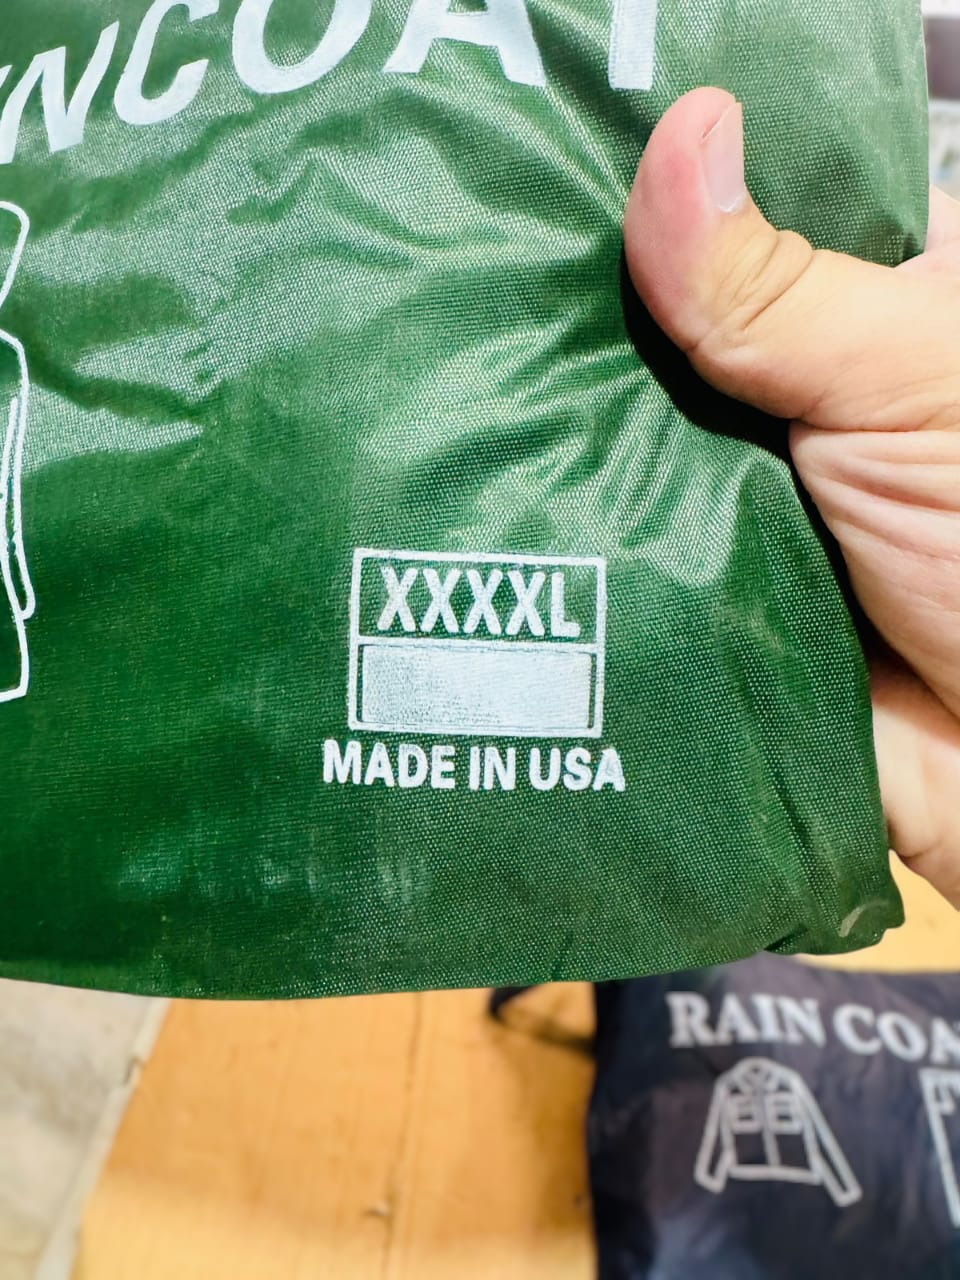 NCOAT
XXXXL
MADE IN USA
RAIN COA